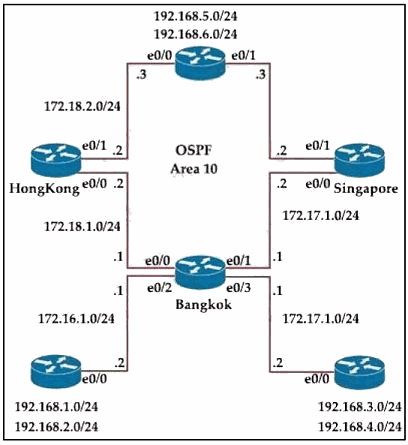 192.168.5.0/24
192.168.6.0/24
e0/0
e0/1
.3
.3
172.18.2.0/24
e0/1
.2
OSPF
Area 10
.2
e0/1
HongKong
e0/0
.2
.2
e0/0
Singapore
172.18.1.0/24
172.17.1.0/24
.1
e0/0
e0/1
.1
.1
e0/2
e0/3
.1
Bangkok
172.16.1.0/24
172.17.1.0/24
.2
e0/0
.2
e0/0
192.168.1.0/24
192.168.2.0/24
192.168.3.0/24
192.168.4.0/24